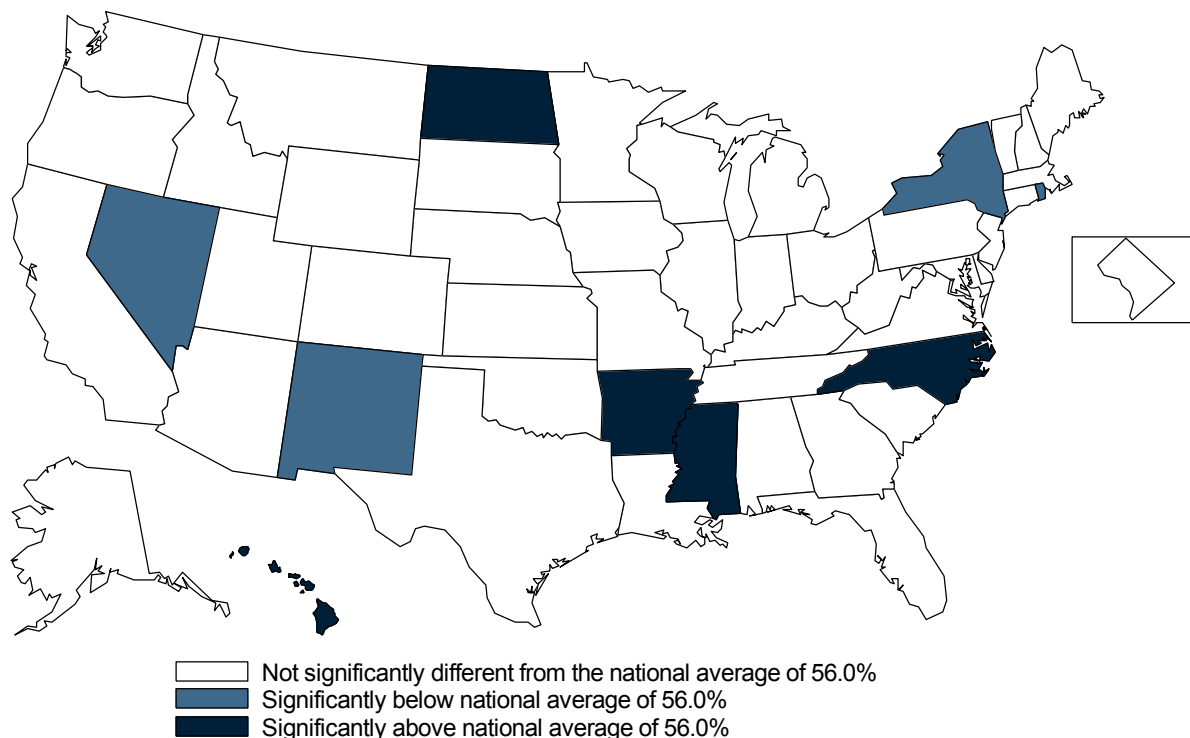 Not significantly different from the national average of 56.0%
Significantly below national average of 56.0%
Significantly above national average of 56.0%